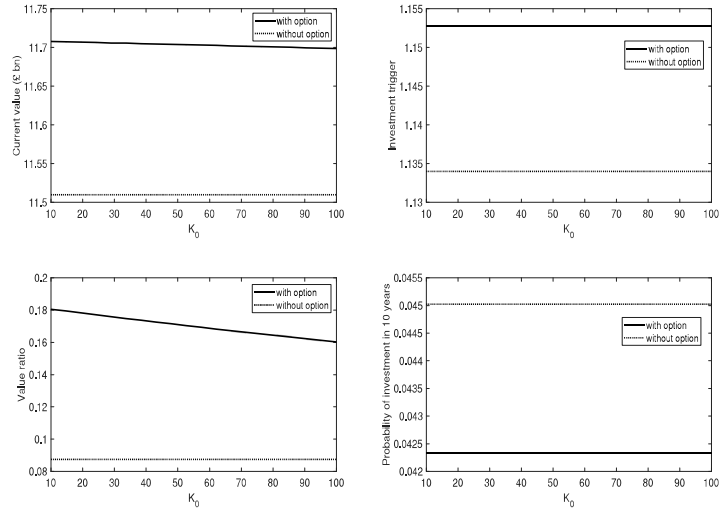 11.75
11.7
11.65
11.6
11.55
11.5
Current value (£ bn)
with option
without option
10 20 30 40 50 60 70 80 90 100
K0
1.155
1.15
1.145
1.14
1.135
1.13
Investment trigger
with option
without option
10 20 30 40 50 60 70 80 90 100
K0
0.2
0.18
0.16
0.14
0.12
0.1
0.08
Value ratio
with option
without option
10 20 30 40 50 60 70 80 90 100
K0
0.0455
0.045
0.0445
0.044
0.0435
0.043
0.0425
0.042
Probability of investment in 10 years
with option
without option
10 20 30 40 50 60 70 80 90 100
K0